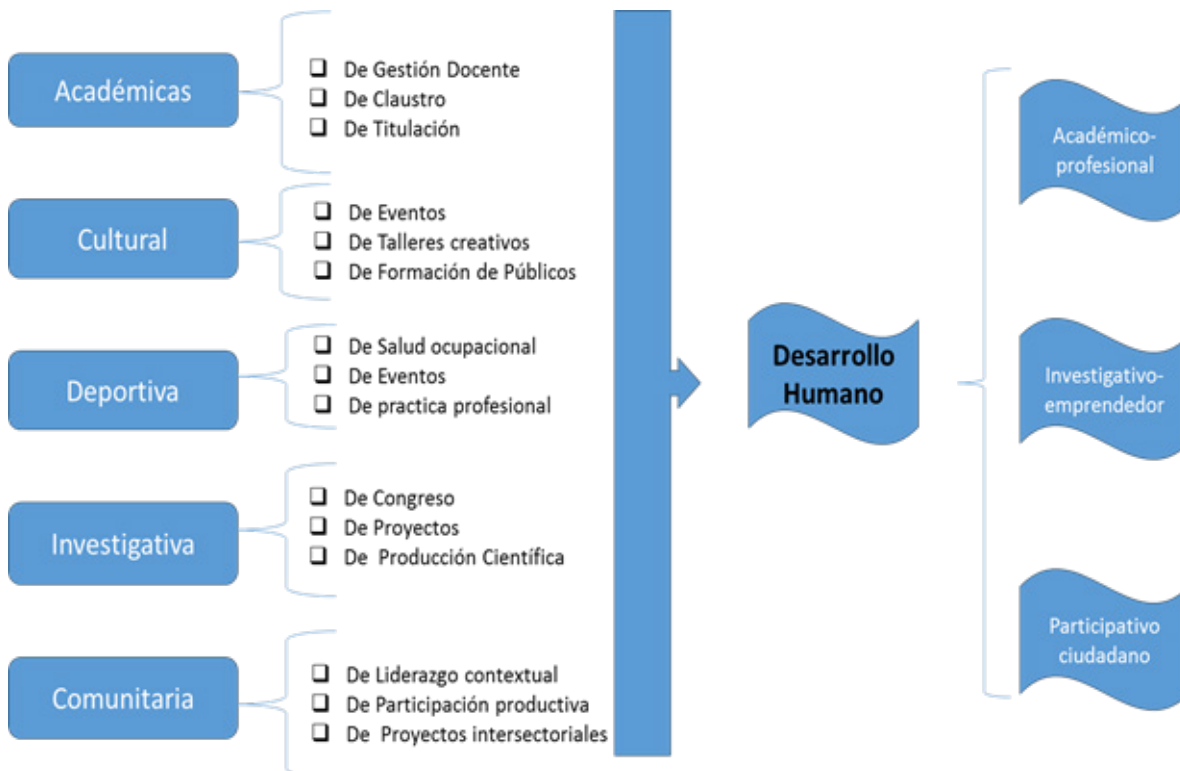 Académicas
De Gestión Docente
De Claustro
De Titulación
Cultural
De Eventos
De Talleres creativos
De Formación de Públicos
Deportiva
De Salud ocupacional
De Eventos
De practica profesional
Investigativa
De Congreso
De Proyectos
De Producción Científica
Comunitaria
De Liderazgo contextual
De Participación productiva
De Proyectos intersectoriales
Desarrollo
Humano
Académico-
profesional
Investigativo-
emprendedor
Participativo
ciudadano